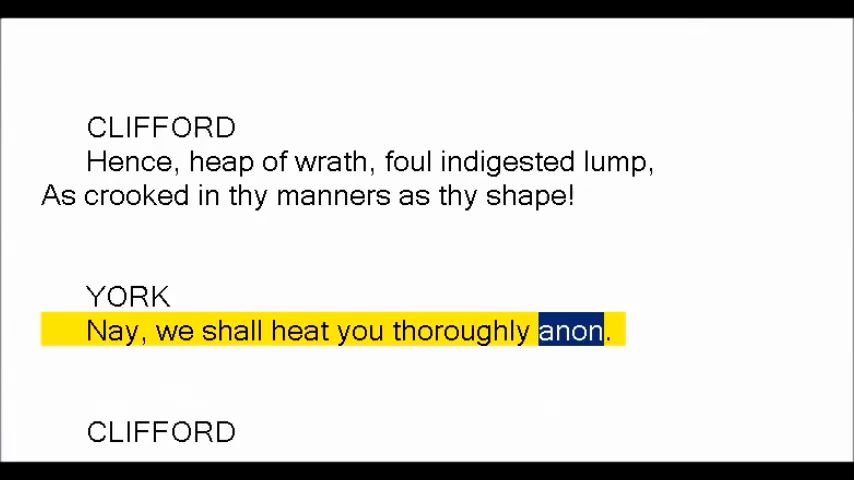 CLIFFORD
Hence, heap of wrath, foul indigested lump,
As crooked in thy manners as thy shape!
YORK
Nay, we shall heat you thoroughly anon.
CLIFFORD